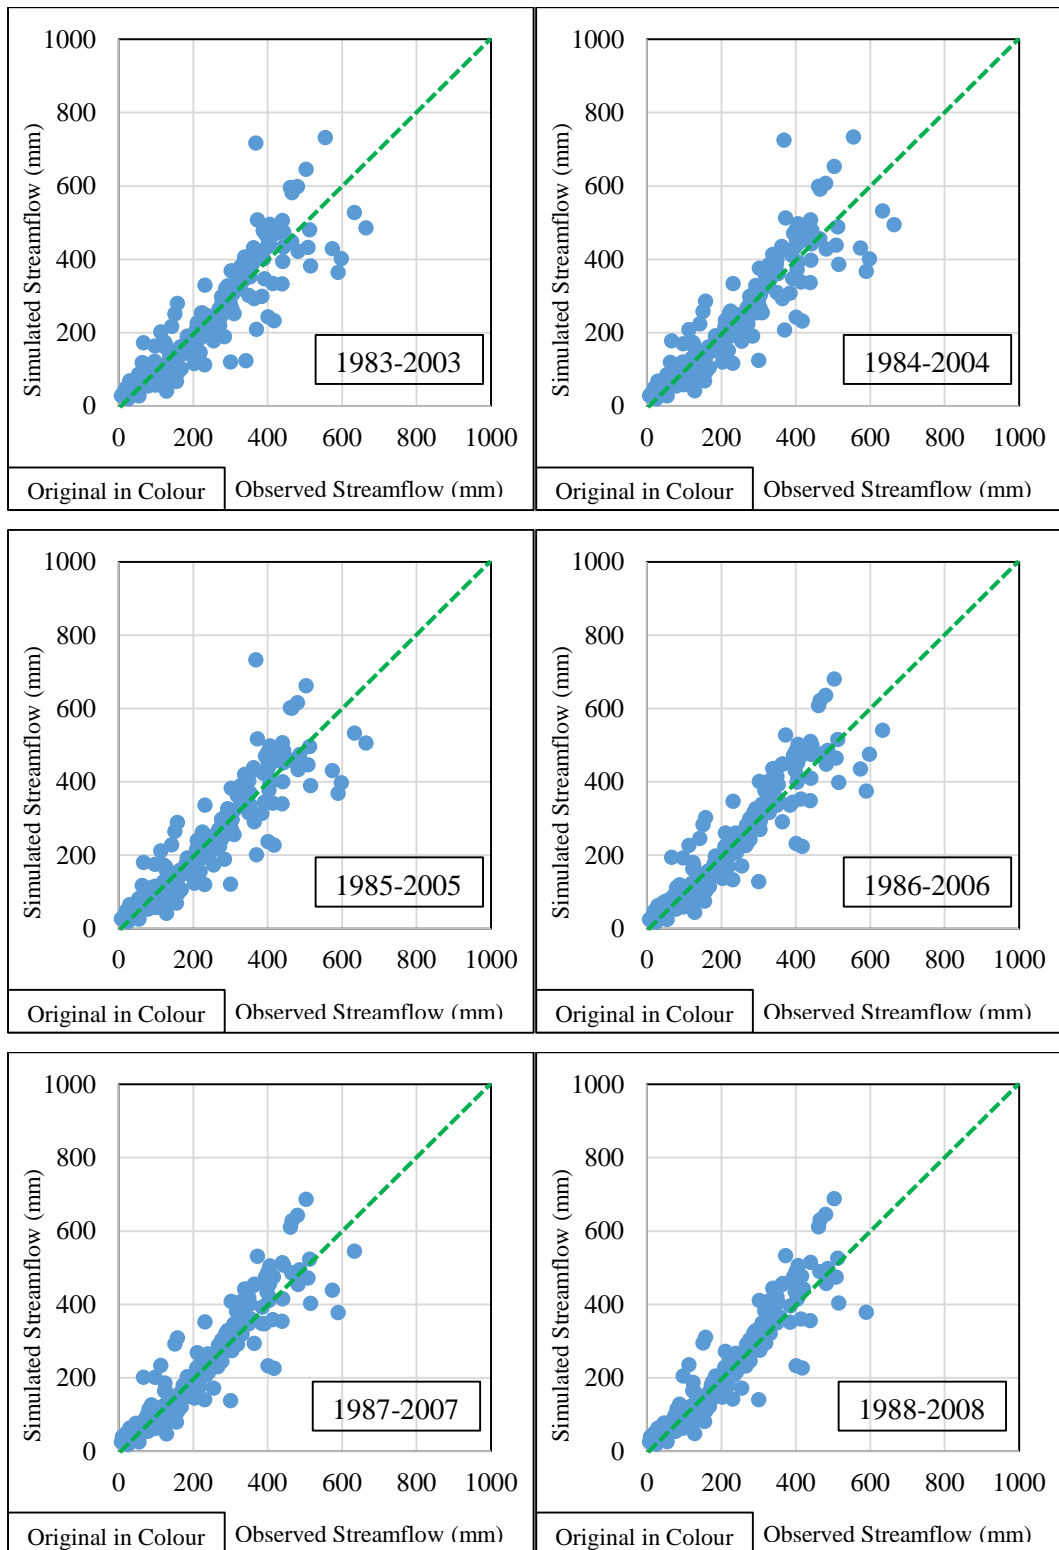 Simulated Streamflow (mm)
1000
800
600
400
200
0
0 200 400 600 800 1000
1983-2003
Original in Colour
Observed Streamflow (mm)
Simulated Streamflow (mm)
1000
800
600
400
200
0
0 200 400 600 800 1000
1984-2004
Original in Colour
Observed Streamflow (mm)
Simulated Streamflow (mm)
1000
800
600
400
200
0
0 200 400 600 800 1000
1985-2005
Original in Colour
Observed Streamflow (mm)
Simulated Streamflow (mm)
1000
800
600
400
200
0
0 200 400 600 800 1000
1986-2006
Original in Colour
Observed Streamflow (mm)
Simulated Streamflow (mm)
1000
800
600
400
200
0
0 200 400 600 800 1000
1987-2007
Original in Colour
Observed Streamflow (mm)
Simulated Streamflow (mm)
1000
800
600
400
200
0
0 200 400 600 800 1000
1988-2008
Original in Colour
Observed Streamflow (mm)